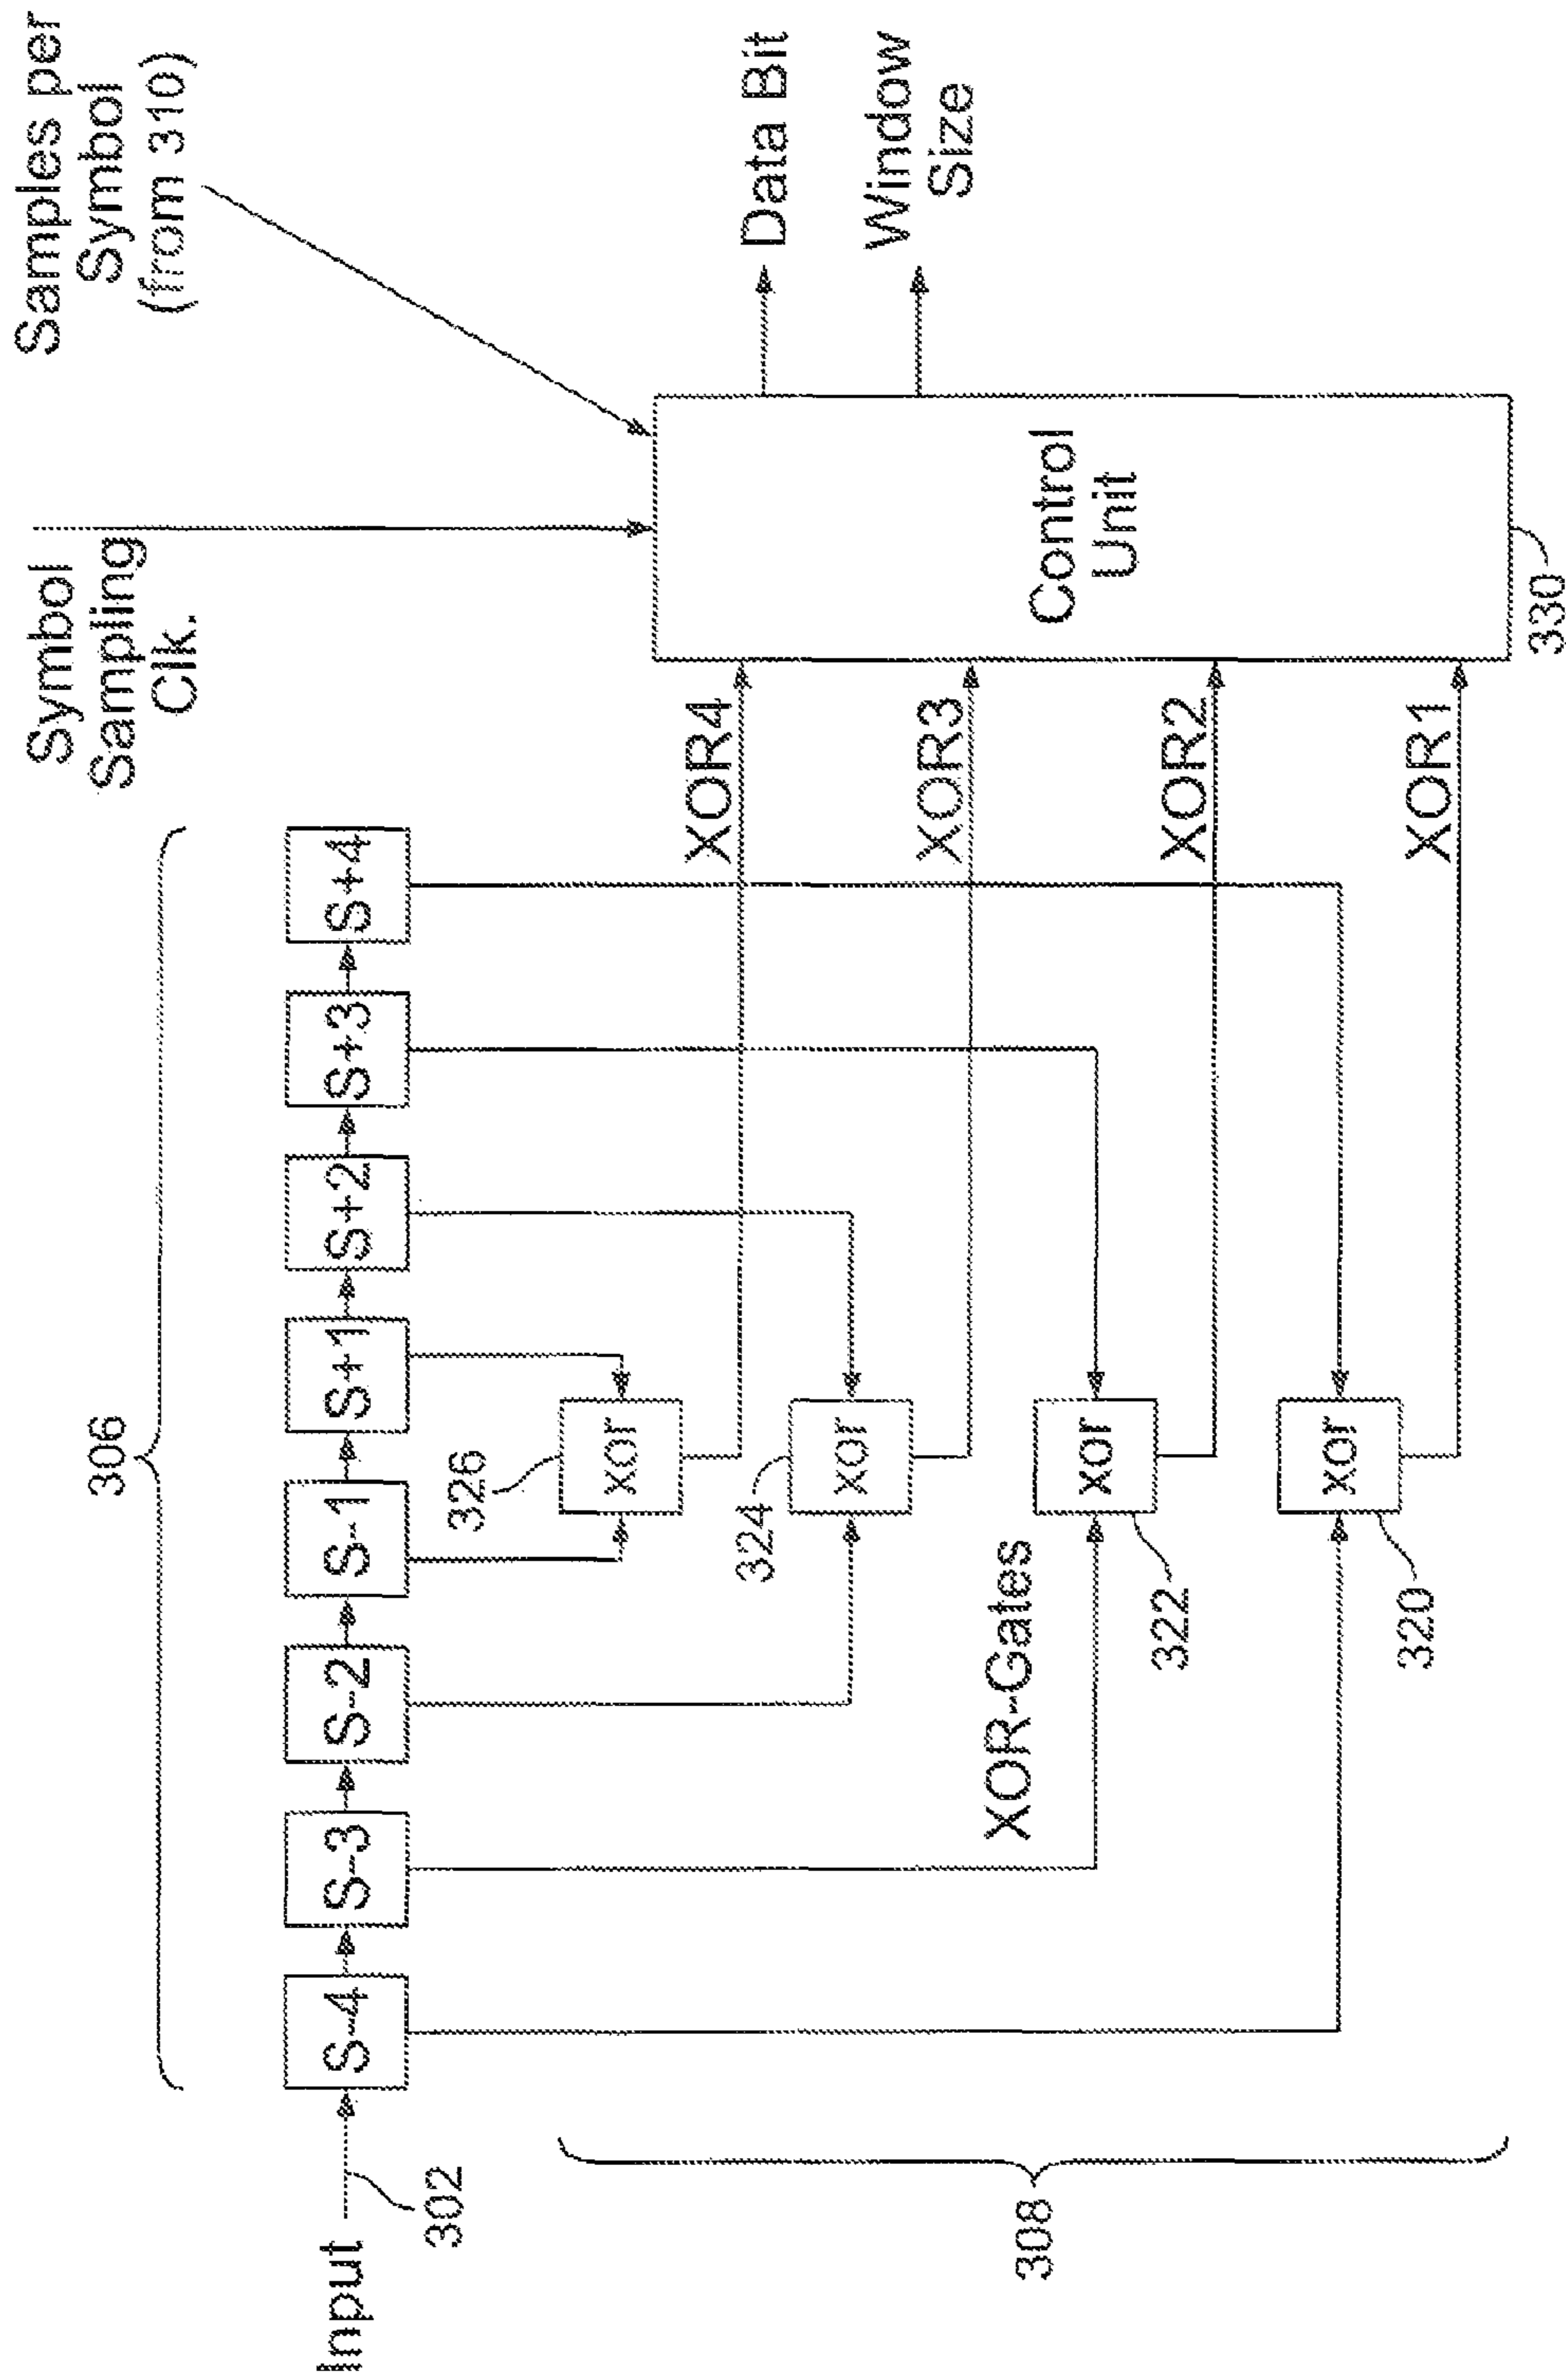 Symbol
Sampling
Clk.
Samples per
Symbol
(from 310)
306
Input
302
S-4
S-3
S-2
S-1
S+1
S+2
S+3
S+4
326
xor
XOR4
324
xor
XOR3
XOR-Gates
322
xor
XOR2
320
xor
XOR1
308
Control
Unit
330
Data Bit
Window
Size